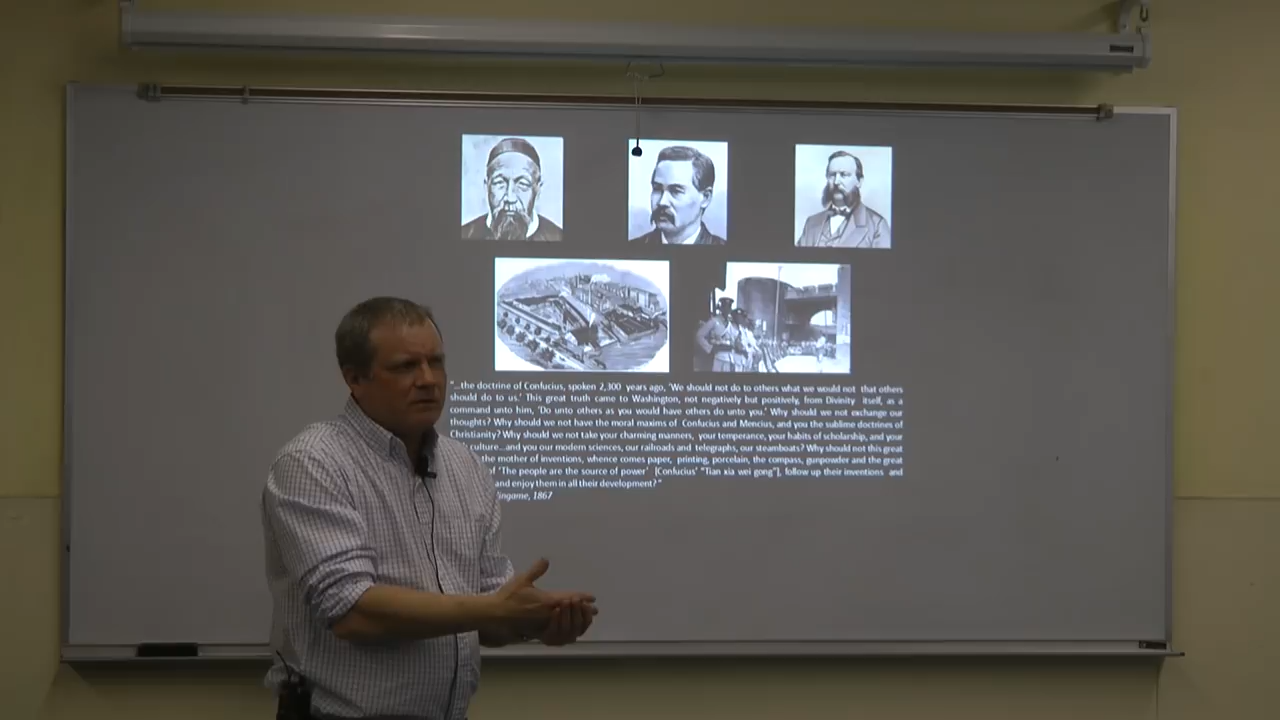 "...the doctrine of Confucius, spoken 2,300 years ago, 'We should not do to others what we would not that others
should do to us.' This great truth came to Washington, not negatively but positively, from Divinity itself, as a
command unto him, 'Do unto others as you would have others do unto you.' Why should we not exchange our
thoughts? Why should we not have the moral maxims of Confucius and Mencius, and you the sublime doctrines of
Christianity? Why should we not take your charming manners, your temperance, your habits of scholarship, and your
culture...and you our modern sciences, our railroads and telegraphs, our steamboats? Why should not this great
the mother of inventions, whence comes paper, printing, porcelain, the compass, gunpowder and the great
of 'The people are the source of power' [Confucius' "Tian xia wei gong"], follow up their inventions and
and enjoy them in all their development?"
lingame, 1867